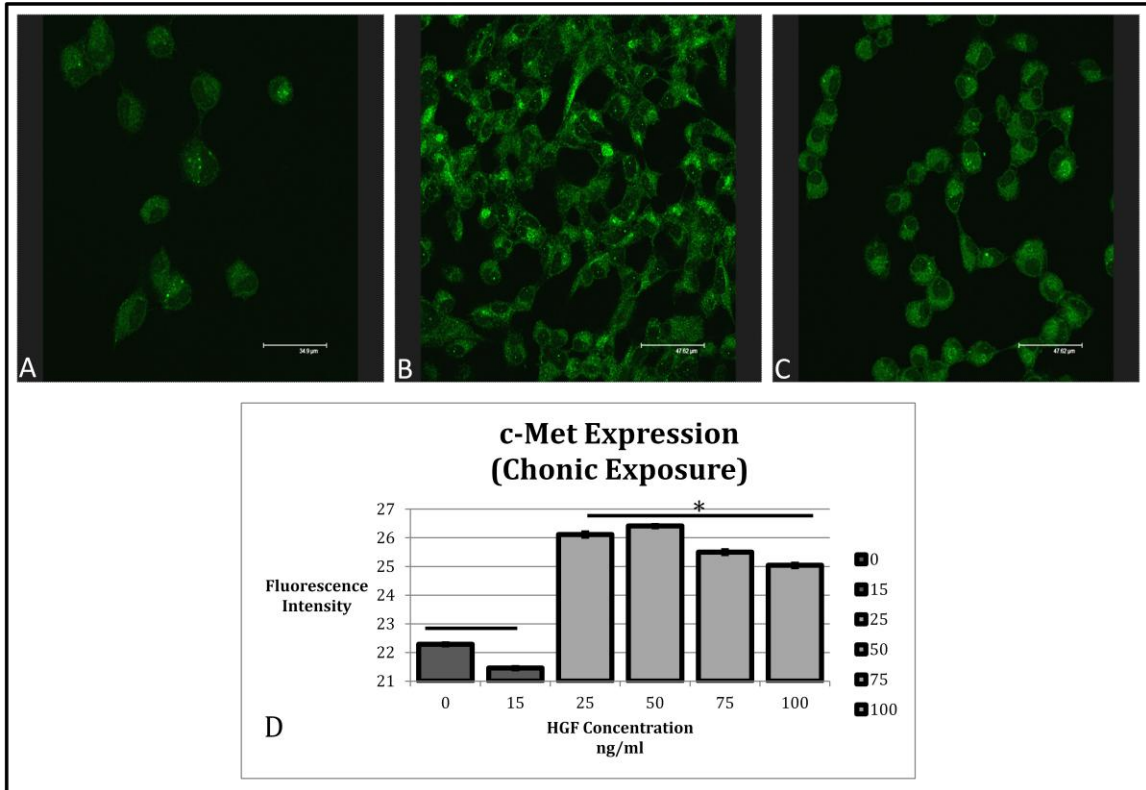 A
34.9 µm
B
47.62 µm
C
47.62 µm
c-Met Expression
(Chonic Exposure)
*
27
26
25
24
23
22
21
Fluorescence
Intensity
0 15 25 50 75 100
HGF Concentration
ng/ml
0
15
25
50
75
100
D